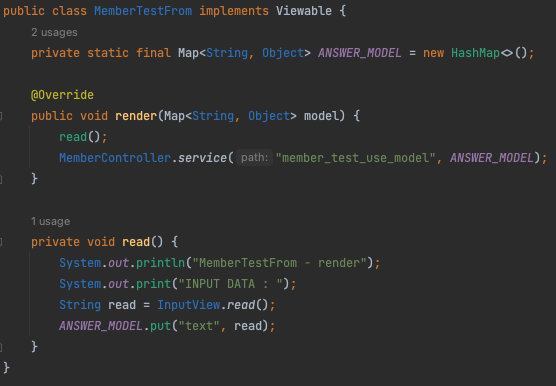 public class MemberTestFrom implements Viewable {
2 usages
private static final Map<String, Object> ANSWER_MODEL = new HashMap<>();
@Override
public void render(Map<String, Object> model) {
read();
MemberController.service( path: "member_test_use_model", ANSWER_MODEL);
}
1 usage
private void read() {
System.out.println("MemberTestFrom - render");
System.out.print("INPUT DATA : ");
String read = InputView.read();
ANSWER_MODEL.put("text", read);
}
}